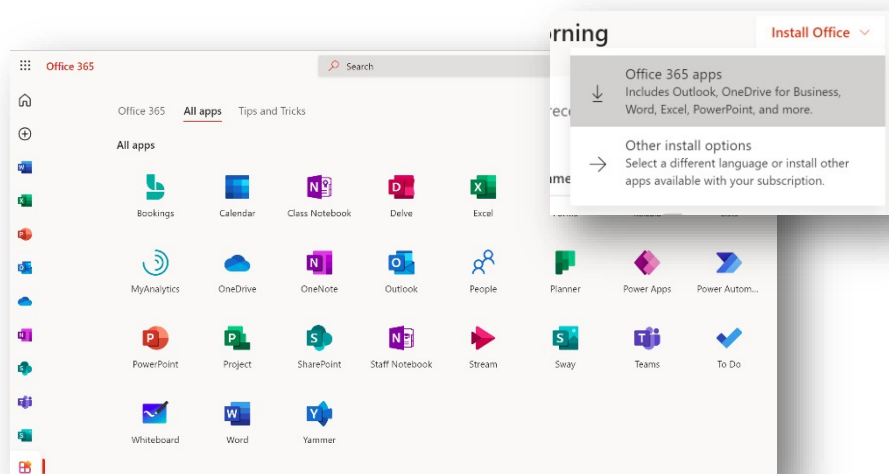 Office 365
Search
Office 365 All apps Tips and Tricks
All apps
Bookings Calendar Class Notebook Delve Excel
MyAnalytics OneDrive OneNote Outlook People Planner Power Apps Power Autom...
PowerPoint Project SharePoint Staff Notebook Stream Sway Teams To Do
Whiteboard Word Yammer
rning
Install Office
Office 365 apps
Includes Outlook, OneDrive for Business,
Word, Excel, PowerPoint, and more.
Other install options
Select a different language or install other
apps available with your subscription.